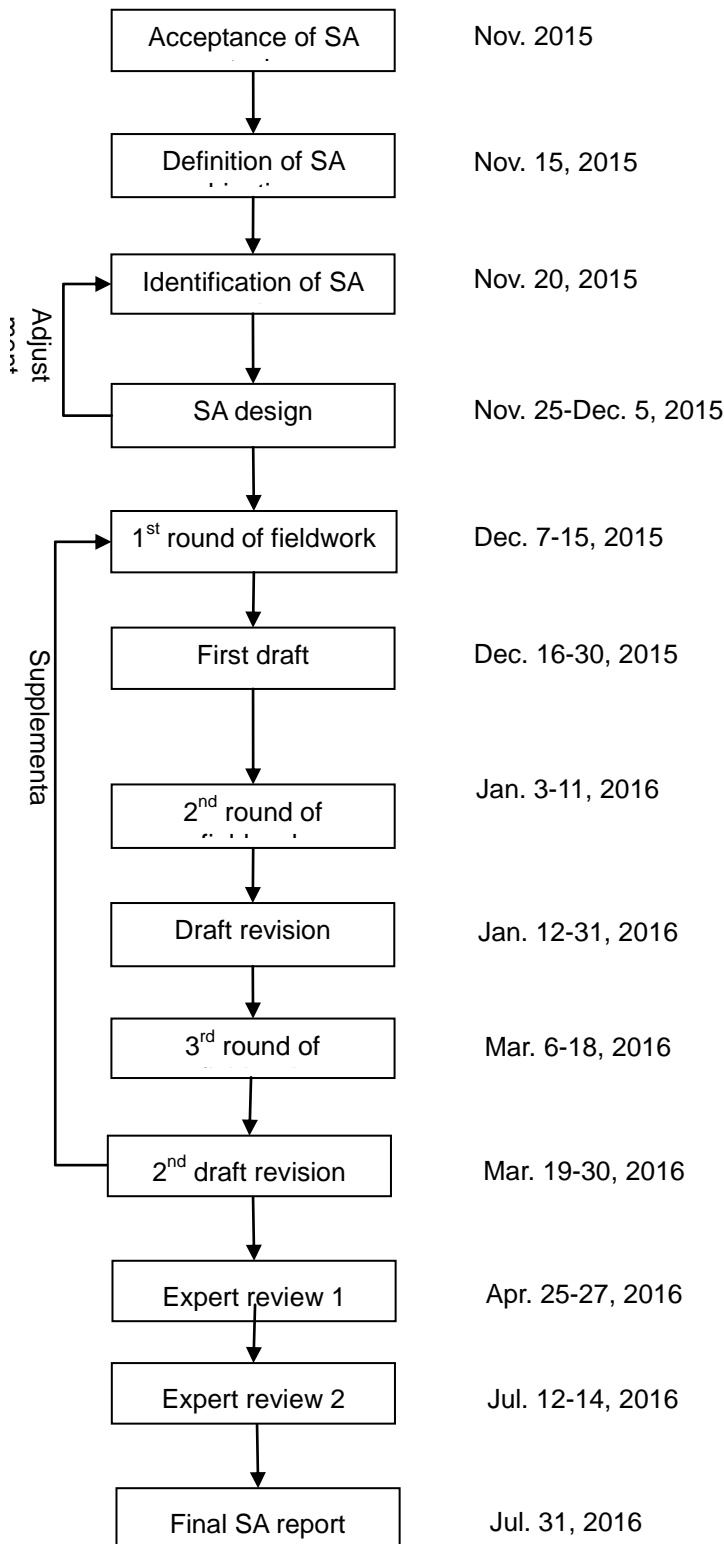 Acceptance of SA
Nov. 2015
Definition of SA
Nov. 15, 2015
Identification of SA
Nov. 20, 2015
Adjust
SA design
Nov. 25-Dec. 5, 2015
1st round of fieldwork
Dec. 7-15, 2015
First draft
Dec. 16-30, 2015
Supplementa
2nd round of
Jan. 3-11, 2016
Draft revision
Jan. 12-31, 2016
3rd round of
Mar. 6-18, 2016
2nd draft revision
Mar. 19-30, 2016
Expert review 1
Apr. 25-27, 2016
Expert review 2
Jul. 12-14, 2016
Final SA report
Jul. 31, 2016